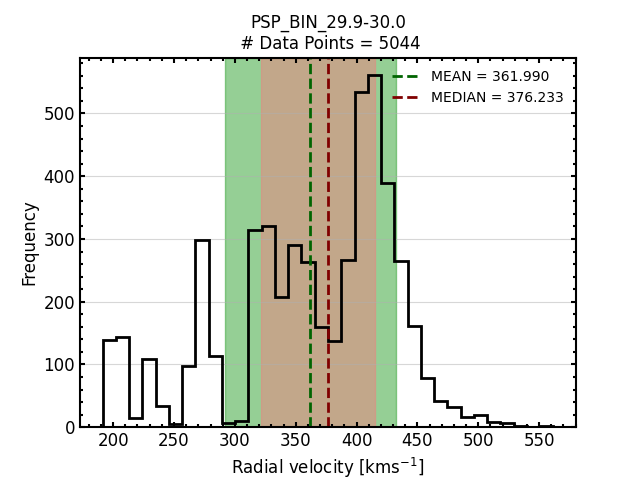 PSP_BIN_29.9-30.0
# Data Points = 5044
MEAN = 361.990
MEDIAN = 376.233
Frequency
500
400
300
200
100
0
200 250 300 350 400 450 500 550
Radial velocity [kms⁻¹]